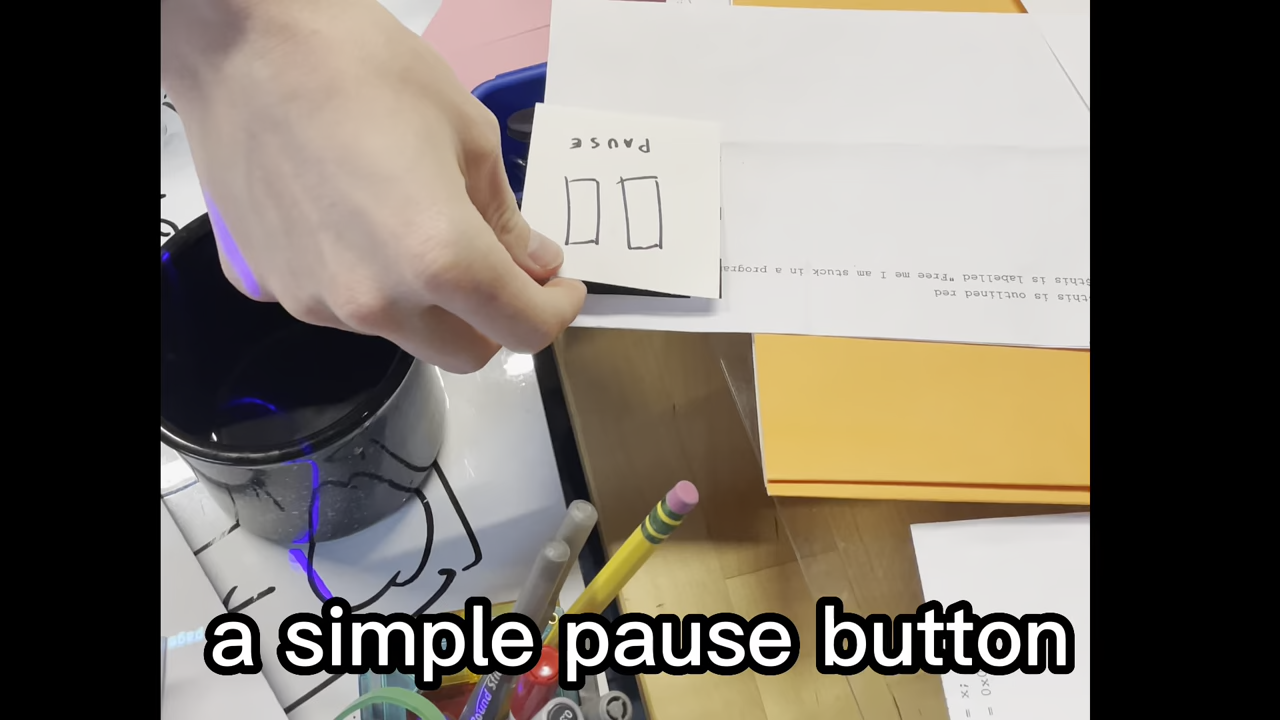 PAUSE
this is labelled "Free me I am stuck in a progra
this is outlined red
a simple pause button